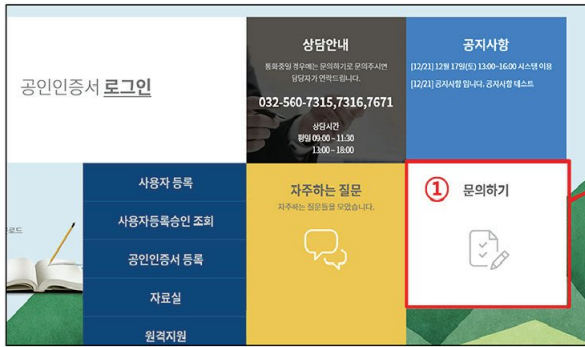 공인인증서 로그인
상담안내
통화중일 경우에는 문의하기로 문의주시면
담당자가 연락드립니다.
032-560-7315,7316,7671
상담시간
평일 09:00 ~ 11:30
13:00 ~ 18:00
공지사항
[12/21] 12월 17일(토) 13:00~16:00 시스템 이용
[12/21] 공지사항 입니다. 공지사항 테스트
로드
사용자 등록
사용자등록승인 조회
공인인증서 등록
자료실
원격지원
자주하는 질문
자주하는 질문들을 모았습니다.
① 문의하기